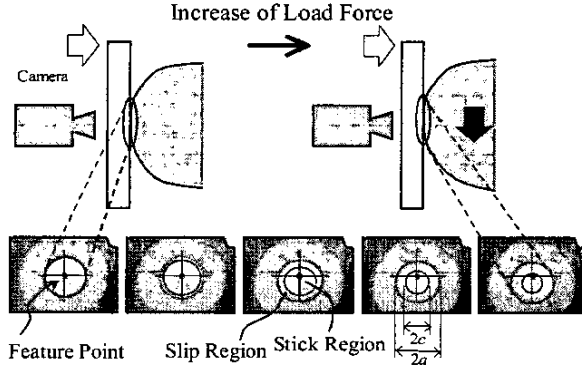 Increase of Load Force
Camera
Feature Point
Slip Region
Stick Region
2c
2a